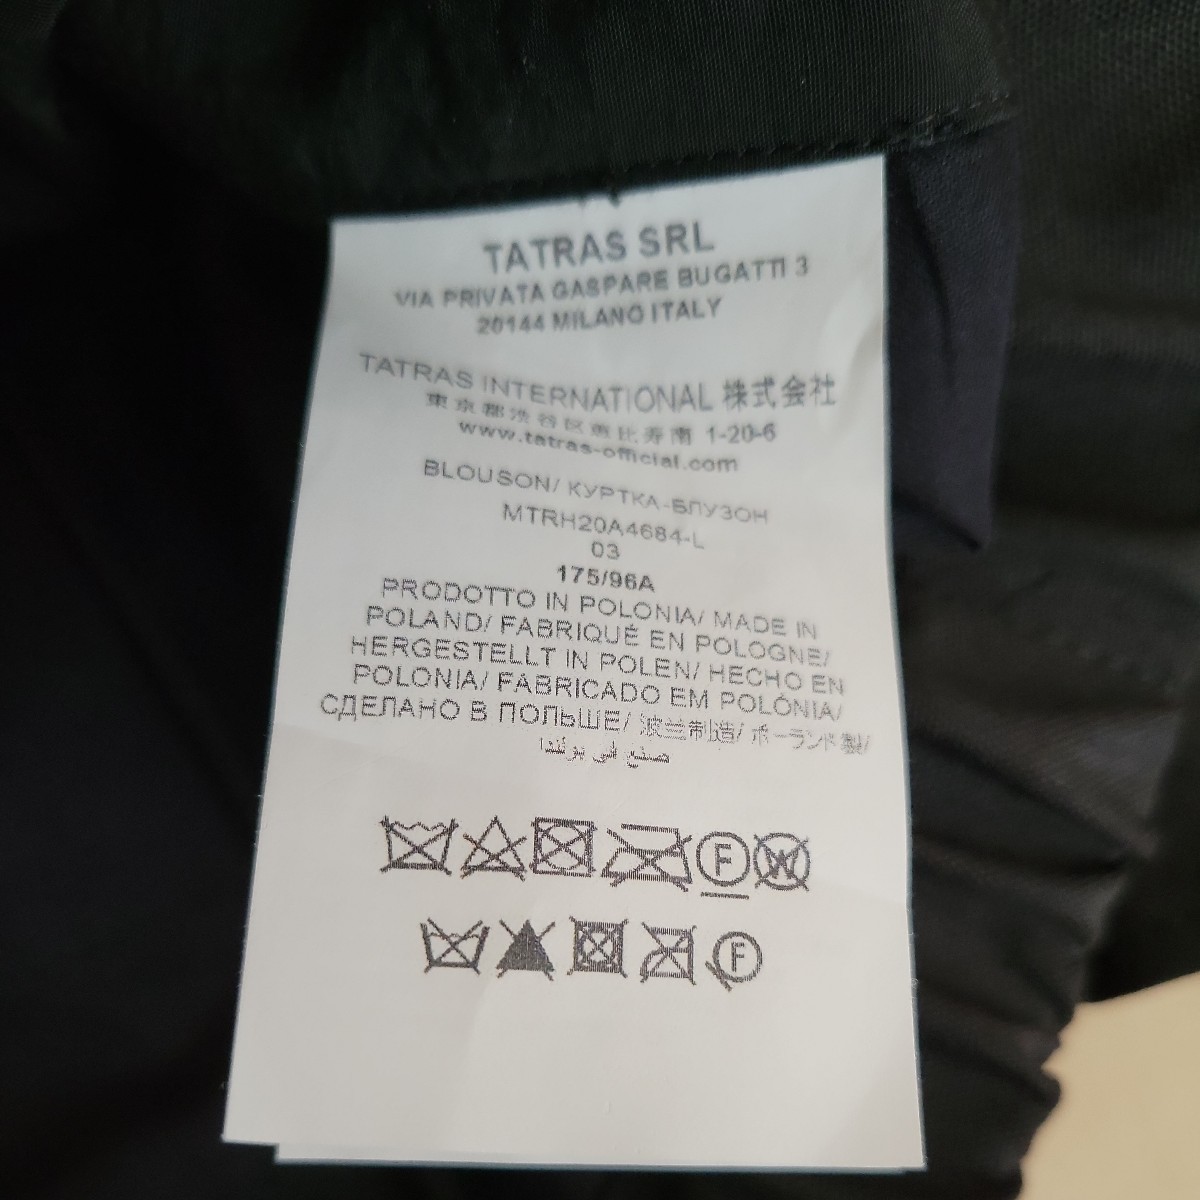 TATRAS SRL
VIA PRIVATA GASPARE BUGATTI 3
20144 MILANO ITALY
TATRAS INTERNATIONAL 株式会社
東京都渋谷区恵比寿南 1-20-6
www.tatras-official.com
BLOUSON/ КУРТКА-БЛУЗОН
MTRH20A4684-L
03
175/96A
PRODOTTO IN POLONIA/ MADE IN
POLAND/ FABRIQUÉ EN POLOGNE/
HERGESTELLT IN POLEN/ HECHO EN
POLONIA/ FABRICADO EM POLÔNIA/
СДЕЛАНО В ПОЛЬШЕ/ 波兰制造/ ポーランド製/
صنع في بولندا
F W
F